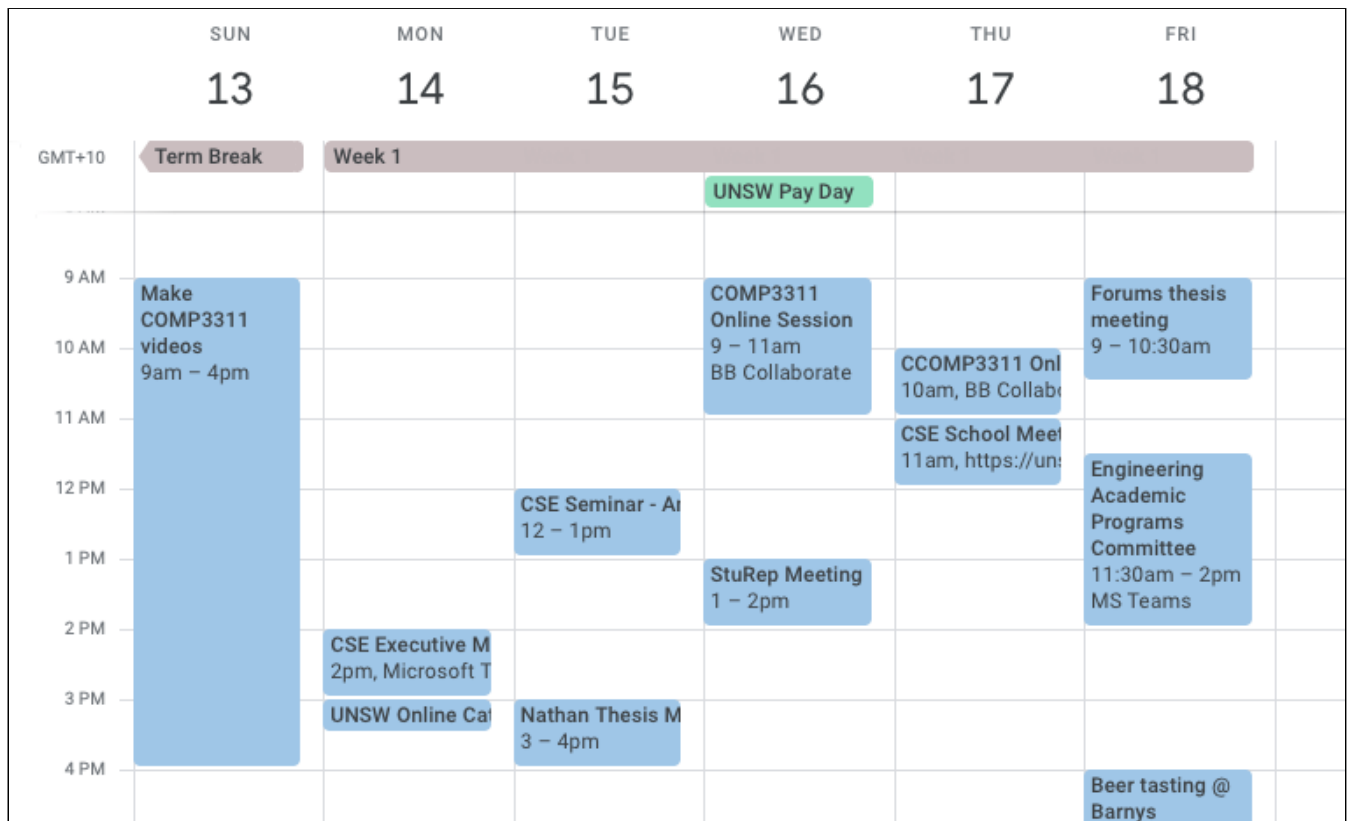 SUN MON TUE WED THU FRI
13 14 15 16 17 18
GMT+10
Term Break
Week 1
UNSW Pay Day
9 AM
10 AM
11 AM
12 PM
1 PM
2 PM
3 PM
4 PM
Make
COMP3311
videos
9am – 4pm
CSE Executive M
2pm, Microsoft T
UNSW Online Cat
CSE Seminar - Ar
12 – 1pm
Nathan Thesis M
3 – 4pm
COMP3311
Online Session
9 – 11am
BB Collaborate
StuRep Meeting
1 – 2pm
CCOMP3311 Onl
10am, BB Collabo
CSE School Meet
11am, https://uns
Forums thesis
meeting
9 – 10:30am
Engineering
Academic
Programs
Committee
11:30am – 2pm
MS Teams
Beer tasting @
Barnys